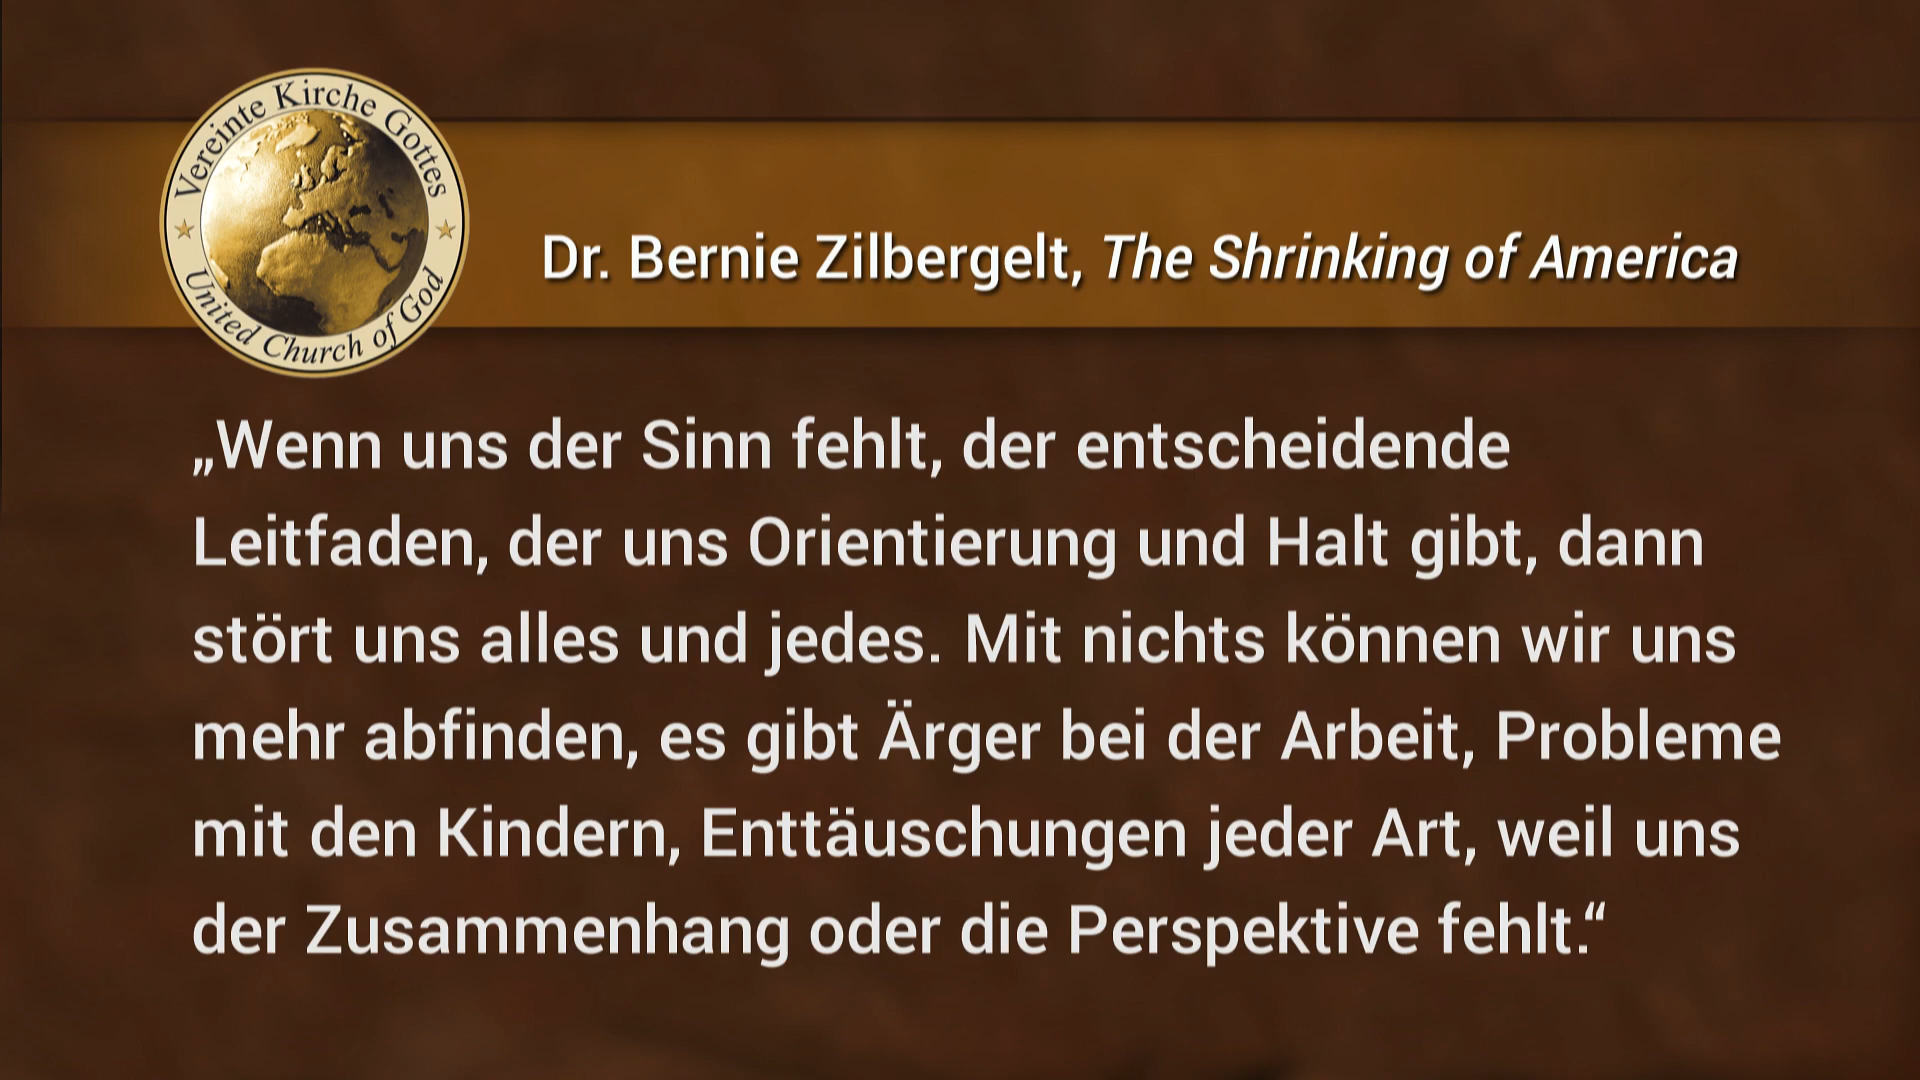 Vereinte Kirche Gottes
United Church of God
Dr. Bernie Zilbergelt, The Shrinking of America
„Wenn uns der Sinn fehlt, der entscheidende
Leitfaden, der uns Orientierung und Halt gibt, dann
stört uns alles und jedes. Mit nichts können wir uns
mehr abfinden, es gibt Ärger bei der Arbeit, Probleme
mit den Kindern, Enttäuschungen jeder Art, weil uns
der Zusammenhang oder die Perspektive fehlt.“